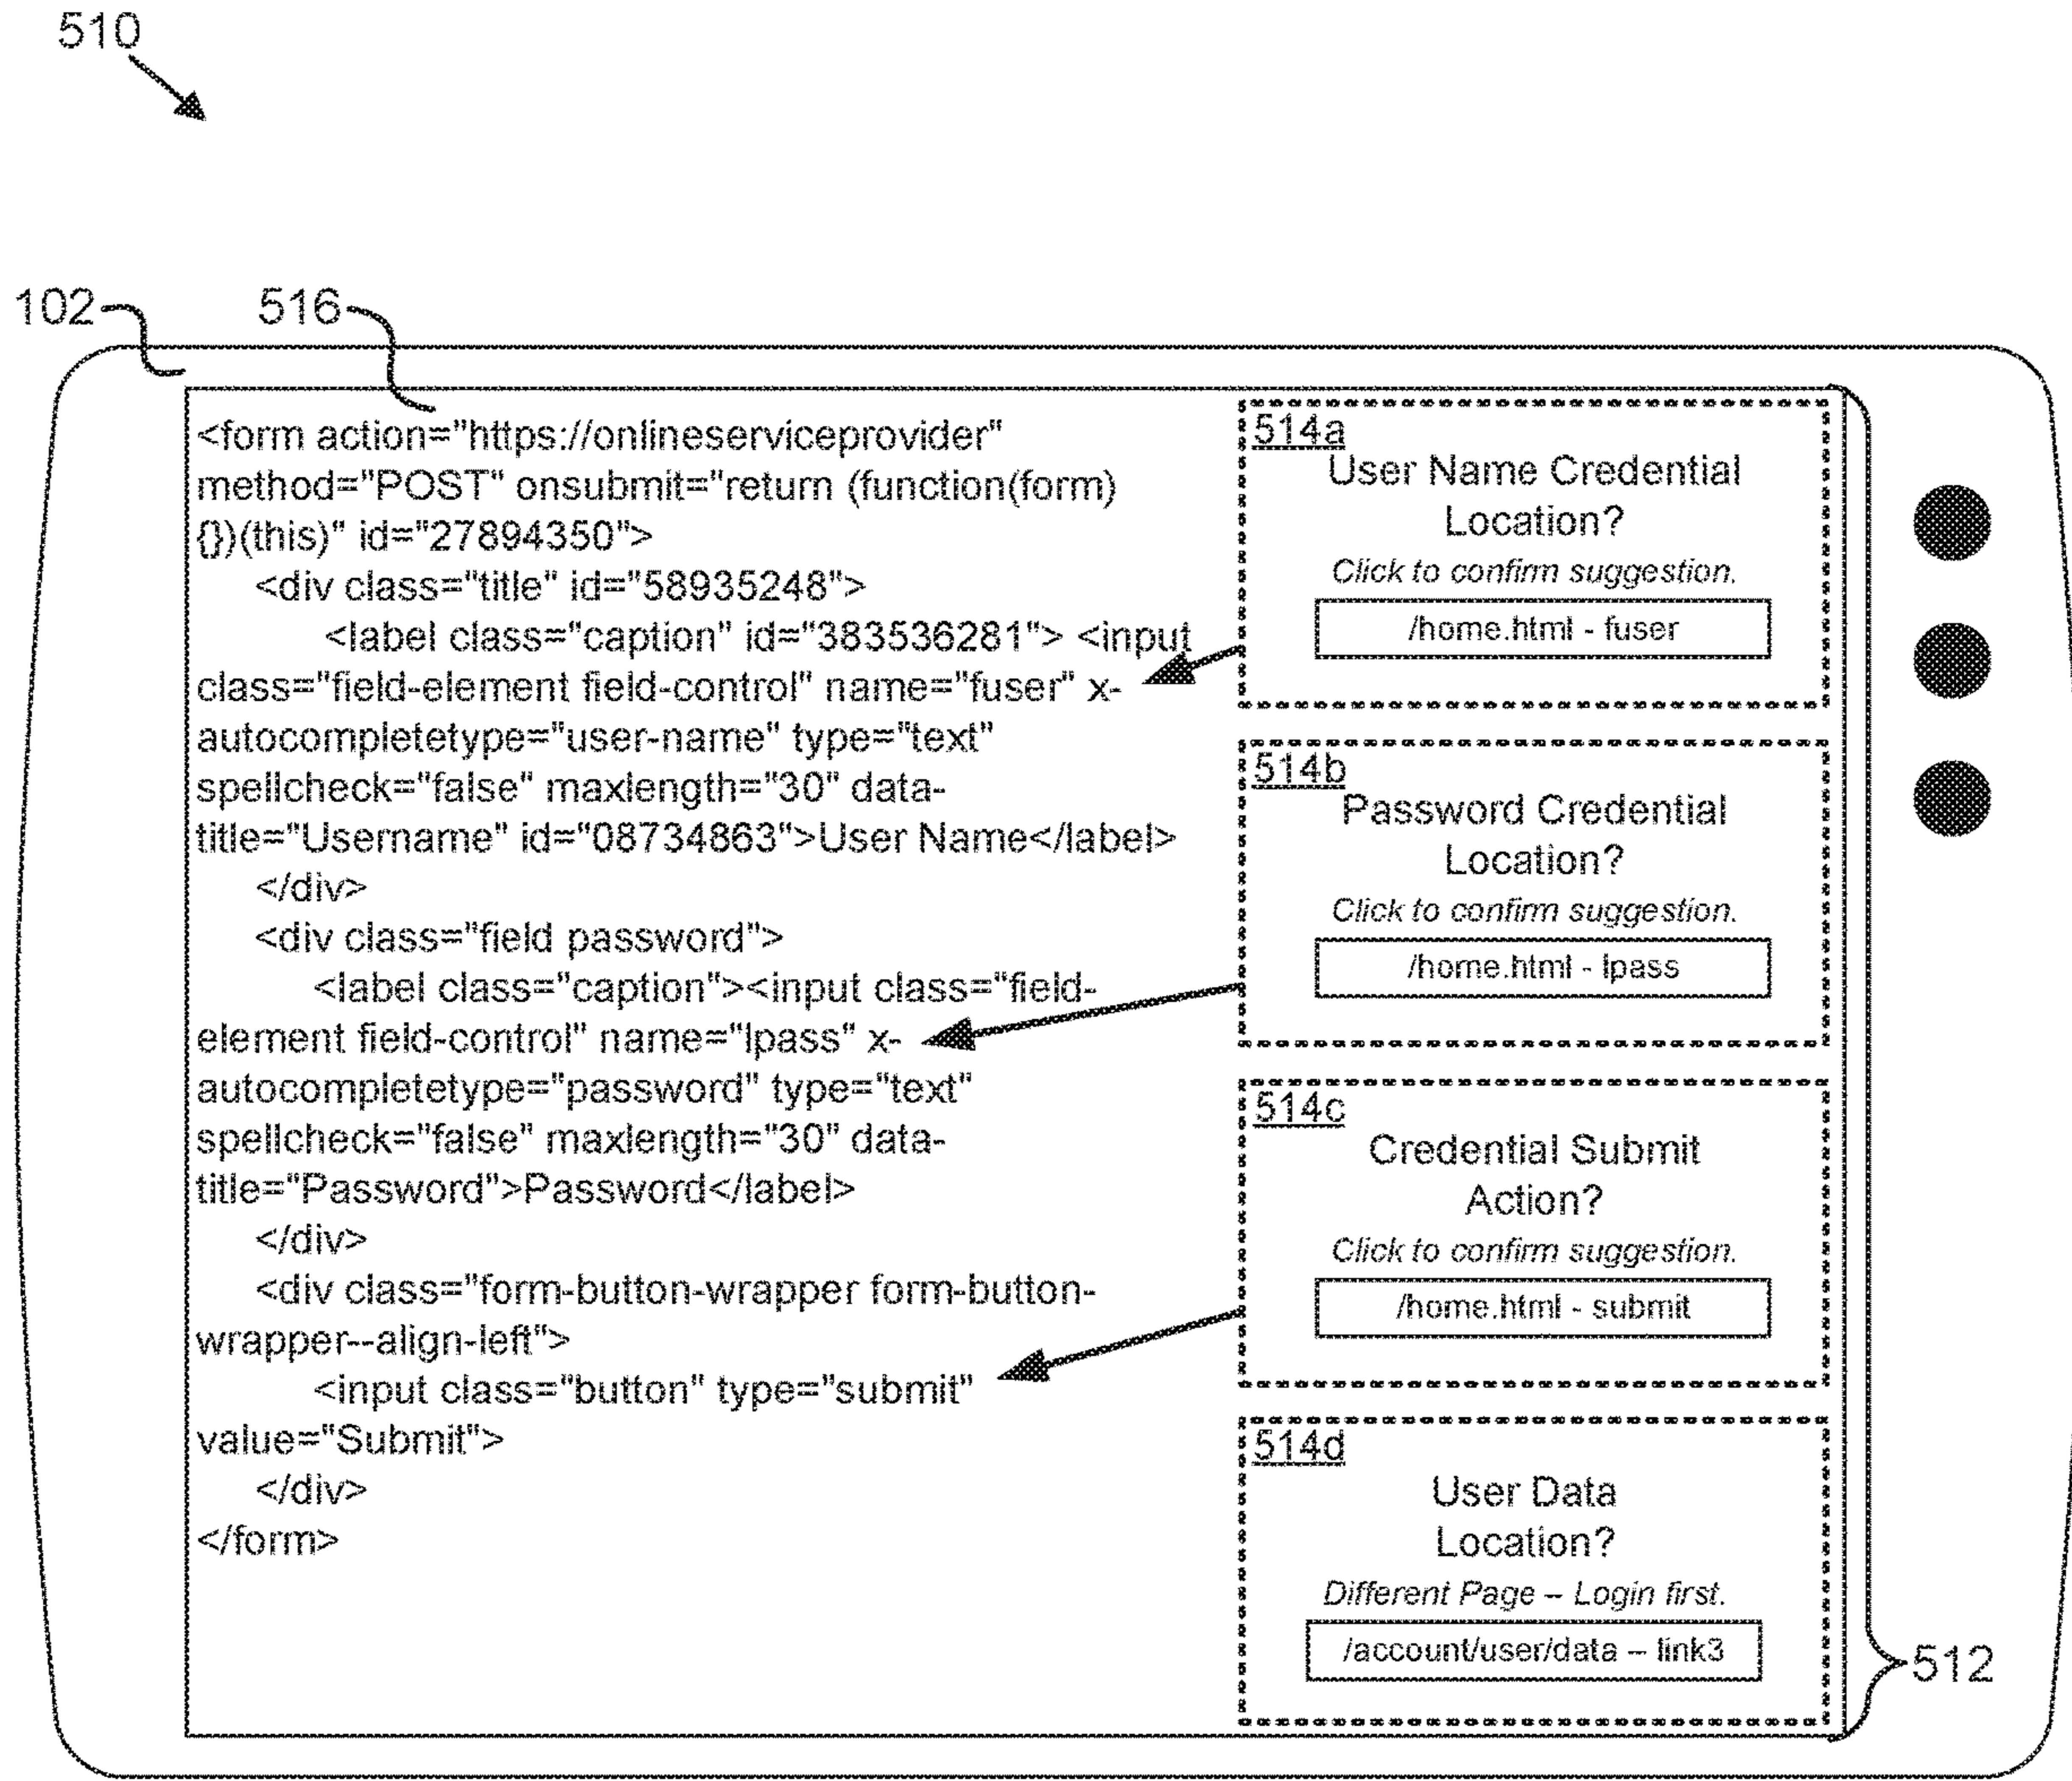 510
102
516
<form action="https://onlineserviceprovider"
method="POST" onsubmit="return (function(form)
{})(this)" id="27894350">
<div class="title" id="58935248">
<label class="caption" id="383536281"> <input
class="field-element field-control" name="fuser" x-
autocompletetype="user-name" type="text"
spellcheck="false" maxlength="30" data-
title="Username" id="08734863">User Name</label>
</div>
<div class="field password">
<label class="caption"><input class="field-
element field-control" name="lpass" x-
autocompletetype="password" type="text"
spellcheck="false" maxlength="30" data-
title="Password">Password</label>
</div>
<div class="form-button-wrapper form-button-
wrapper--align-left">
<input class="button" type="submit"
value="Submit">
</div>
</form>
514a
User Name Credential
Location?
Click to confirm suggestion.
/home.html - fuser
514b
Password Credential
Location?
Click to confirm suggestion.
/home.html - lpass
514c
Credential Submit
Action?
Click to confirm suggestion.
/home.html - submit
514d
User Data
Location?
Different Page – Login first.
/account/user/data – link3
512